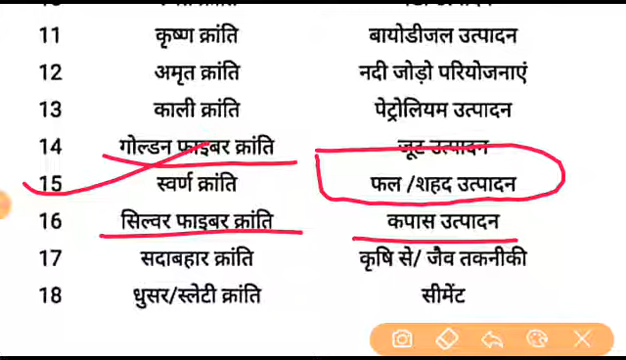 11 कृष्ण क्रांति बायोडीजल उत्पादन
12 अमृत क्रांति नदी जोड़ो परियोजनाएं
13 काली क्रांति पेट्रोलियम उत्पादन
14 गोल्डन फाइबर क्रांति जूट उत्पादन
15 स्वर्ण क्रांति फल /शहद उत्पादन
16 सिल्वर फाइबर क्रांति कपास उत्पादन
17 सदाबहार क्रांति कृषि से/ जैव तकनीकी
18 धुसर/स्लेटी क्रांति सीमेंट